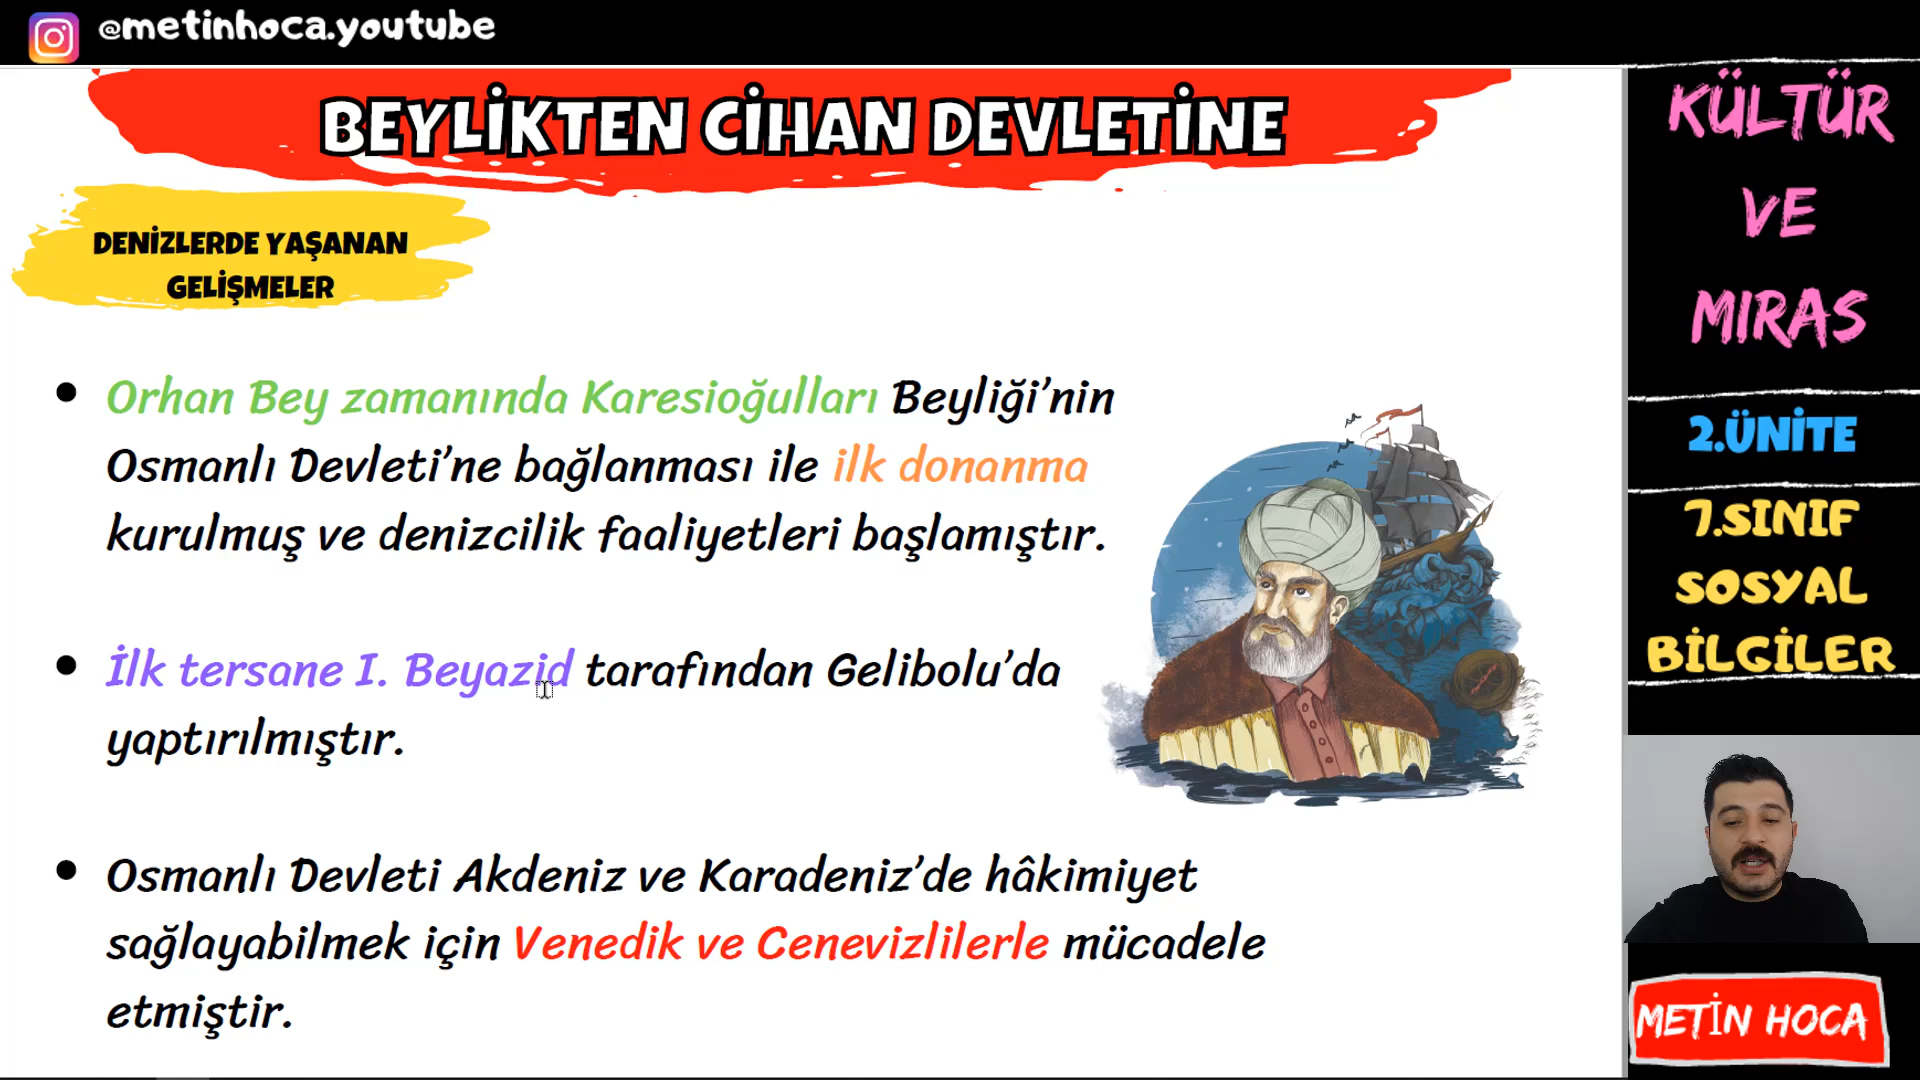 @metinhoca.youtube
BEYLİKTEN CİHAN DEVLETİNE
DENİZLERDE YAŞANAN
GELİŞMELER
• Orhan Bey zamanında Karesioğulları Beyliği'nin
Osmanlı Devleti'ne bağlanması ile ilk donanma
kurulmuş ve denizcilik faaliyetleri başlamıştır.
• İlk tersane I. Beyazid tarafından Gelibolu'da
yaptırılmıştır.
• Osmanlı Devleti Akdeniz ve Karadeniz'de hâkimiyet
sağlayabilmek için Venedik ve Cenevizlilerle mücadele
etmiştir.
KÜLTÜR
VE
MIRAS
2.ÜNİTE
7.SINIF
SOSYAL
BİLGİLER
METİN HOCA